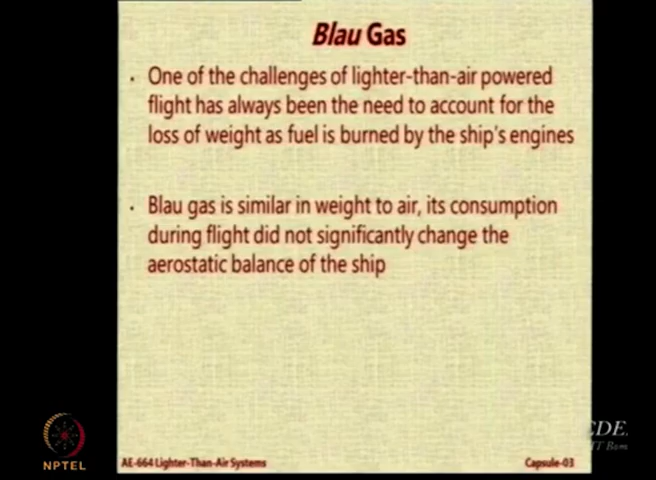 Blau Gas
• One of the challenges of lighter-than-air powered
flight has always been the need to account for the
loss of weight as fuel is burned by the ship's engines
• Blau gas is similar in weight to air, its consumption
during flight did not significantly change the
aerostatic balance of the ship
NPTEL
AE-664 Lighter-Than-Air Systems
Capsule-03